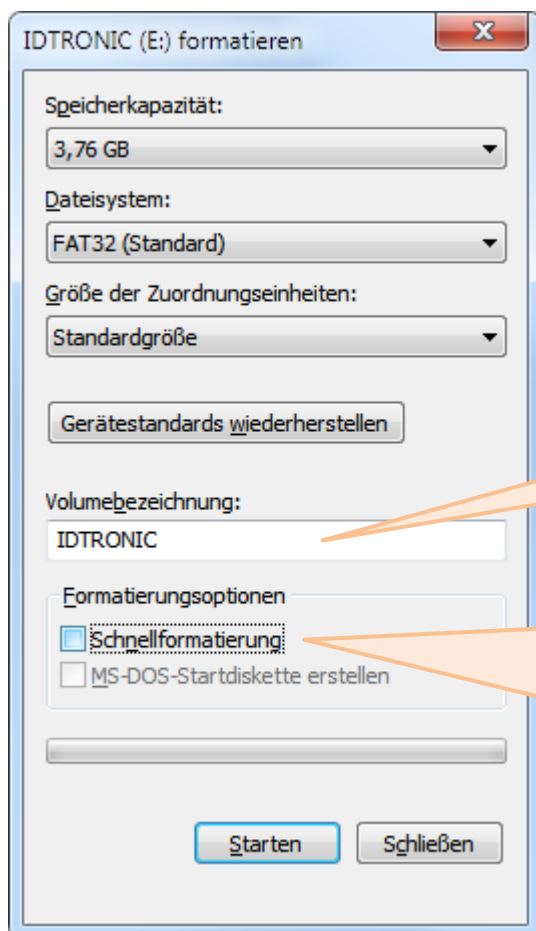 IDTRONIC (E:) formatieren
Speicherkapazität:
3,76 GB
Dateisystem:
FAT32 (Standard)
Größe der Zuordnungseinheiten:
Standardgröße
Gerätestandards wiederherstellen
Volumebezeichnung:
IDTRONIC
Formatierungsoptionen
Schnellformatierung
MS-DOS-Startdiskette erstellen
Starten
Schließen